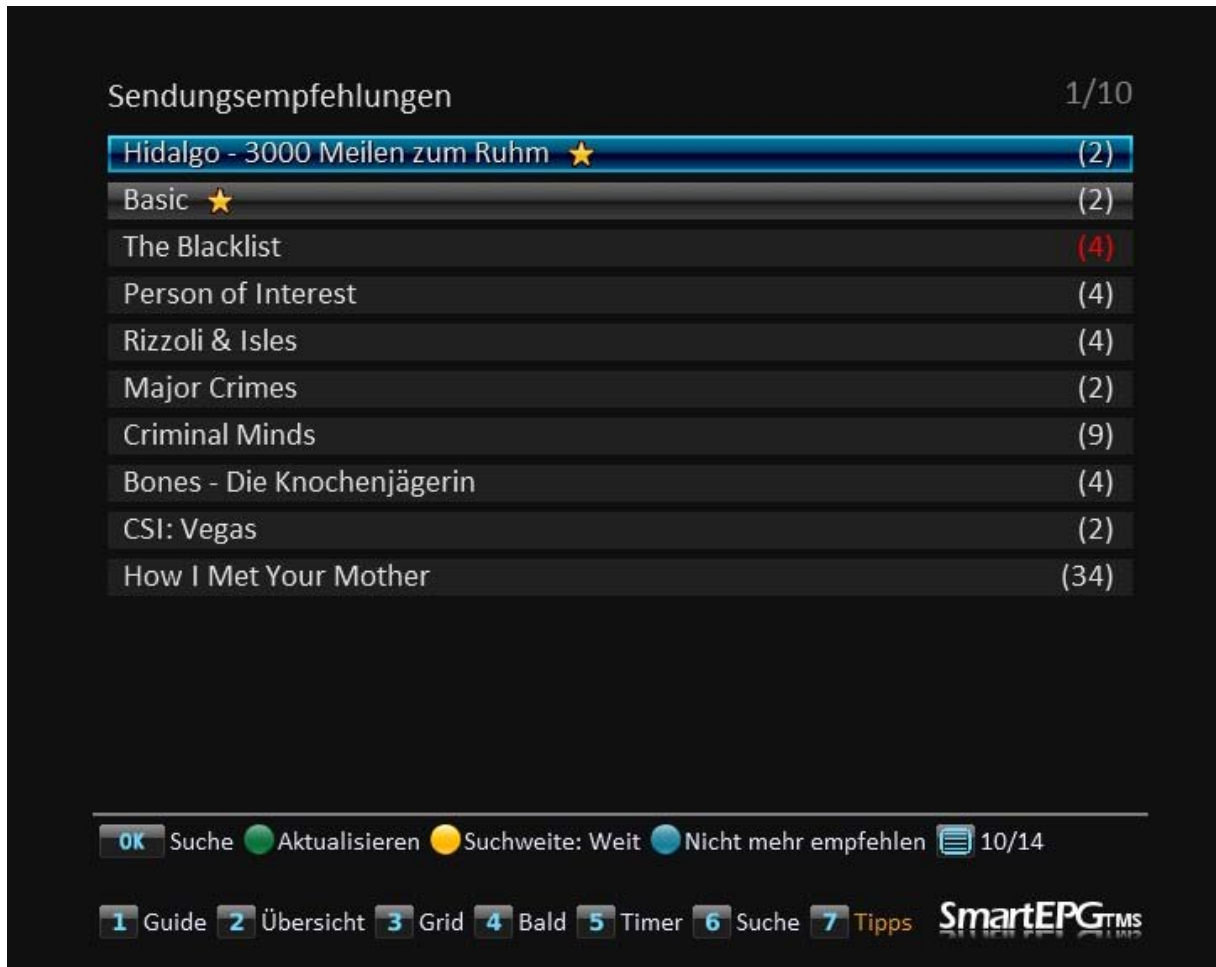 Sendungsempfehlungen 1/10
Hidalgo - 3000 Meilen zum Ruhm (2)
Basic (2)
The Blacklist (4)
Person of Interest (4)
Rizzoli & Isles (4)
Major Crimes (2)
Criminal Minds (9)
Bones - Die Knochenjägerin (4)
CSI: Vegas (2)
How I Met Your Mother (34)
OK Suche Aktualisieren Suchweite: Weit Nicht mehr empfehlen 10/14
1 Guide 2 Übersicht 3 Grid 4 Bald 5 Timer 6 Suche 7 Tipps SmartEPG TMS